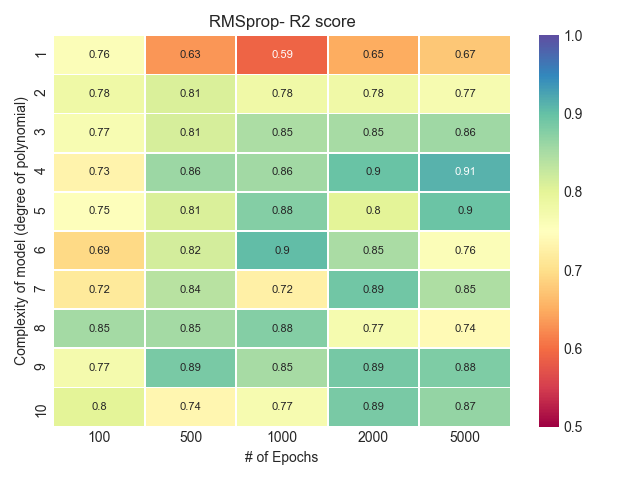 RMSprop- R2 score
1 0.76 0.63 0.59 0.65 0.67
2 0.78 0.81 0.78 0.78 0.77
3 0.77 0.81 0.85 0.85 0.86
4 0.73 0.86 0.86 0.9 0.91
5 0.75 0.81 0.88 0.8 0.9
6 0.69 0.82 0.9 0.85 0.76
7 0.72 0.84 0.72 0.89 0.85
8 0.85 0.85 0.88 0.77 0.74
9 0.77 0.89 0.85 0.89 0.88
10 0.8 0.74 0.77 0.89 0.87
100 500 1000 2000 5000
# of Epochs
Complexity of model (degree of polynomial)
1.0
0.9
0.8
0.7
0.6
0.5